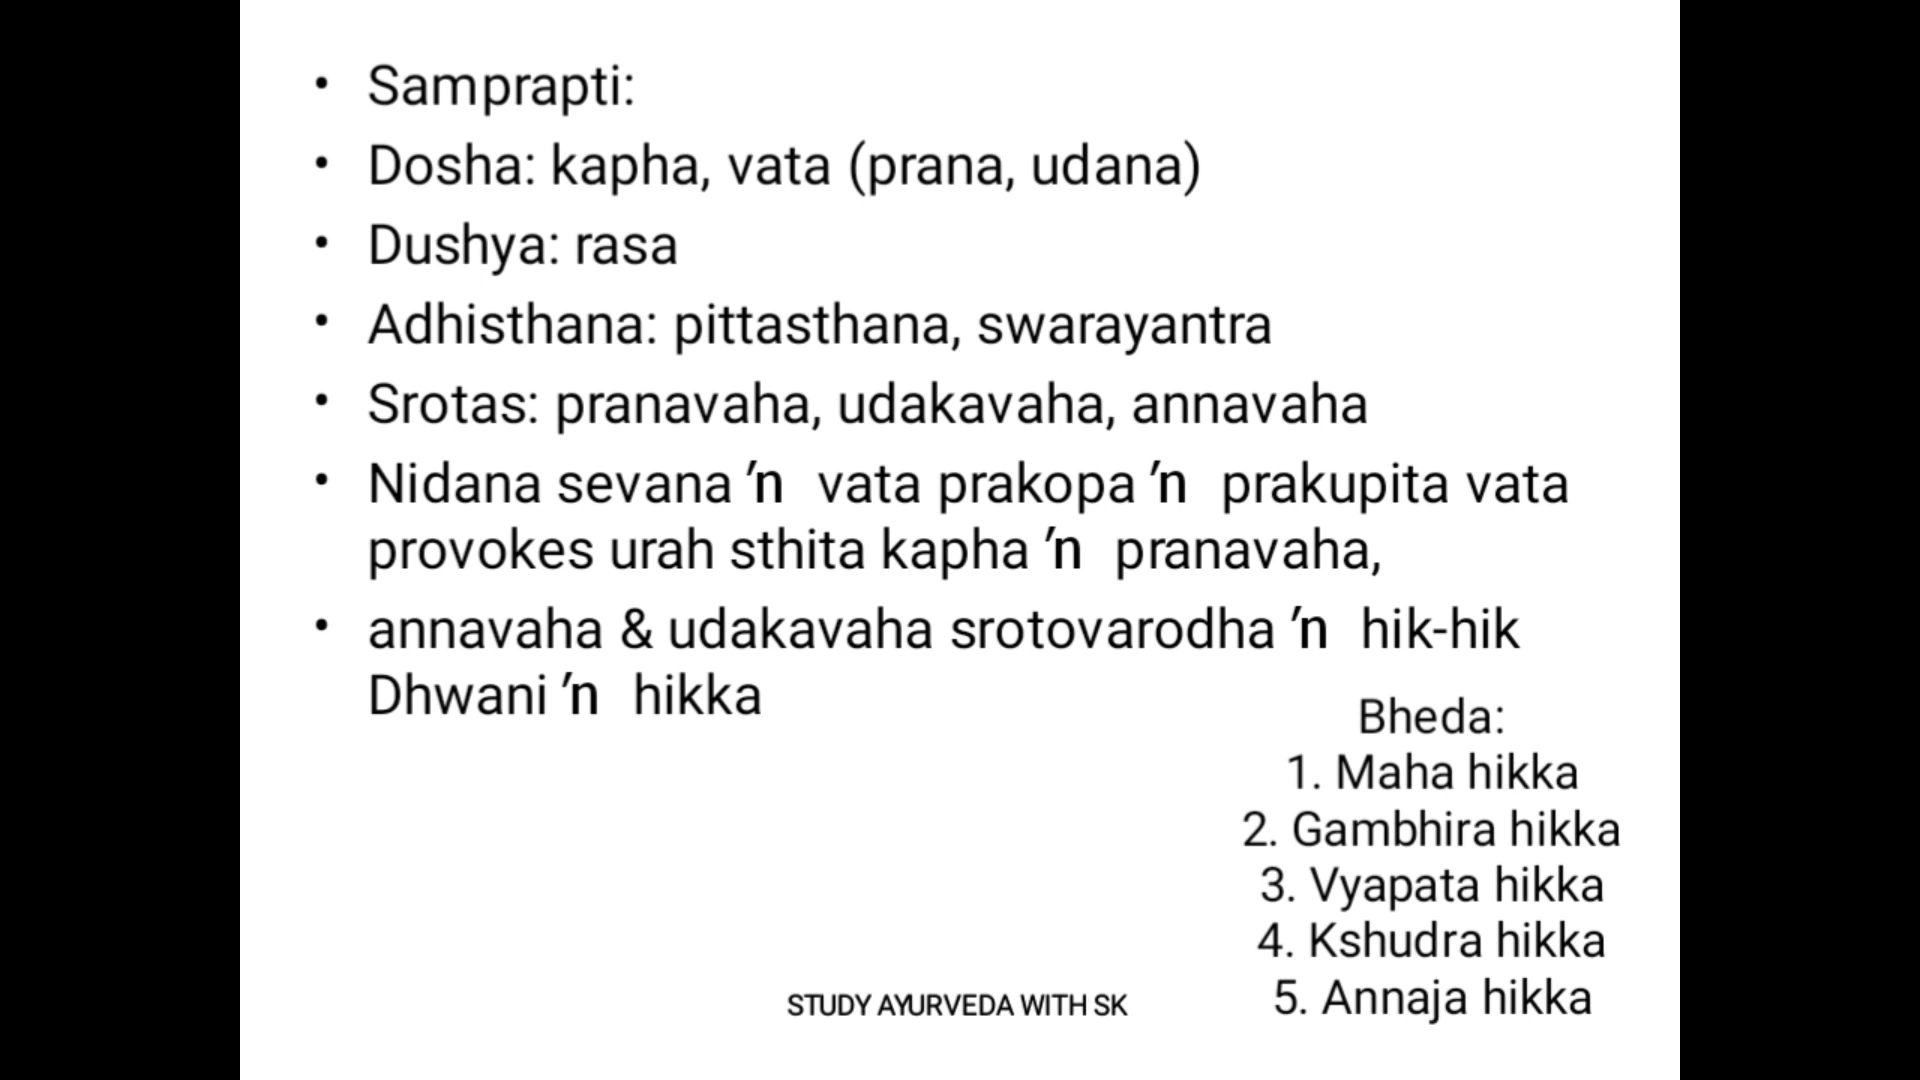 • Samprapti:
• Dosha: kapha, vata (prana, udana)
• Dushya: rasa
• Adhisthana: pittasthana, swarayantra
• Srotas: pranavaha, udakavaha, annavaha
• Nidana sevana ′n vata prakopa ′n prakupita vata
provokes urah sthita kapha ′n pranavaha,
• annavaha & udakavaha srotovarodha ′n hik-hik
Dhwani ′n hikka
Bheda:
1. Maha hikka
2. Gambhira hikka
3. Vyapata hikka
4. Kshudra hikka
5. Annaja hikka
STUDY AYURVEDA WITH SK